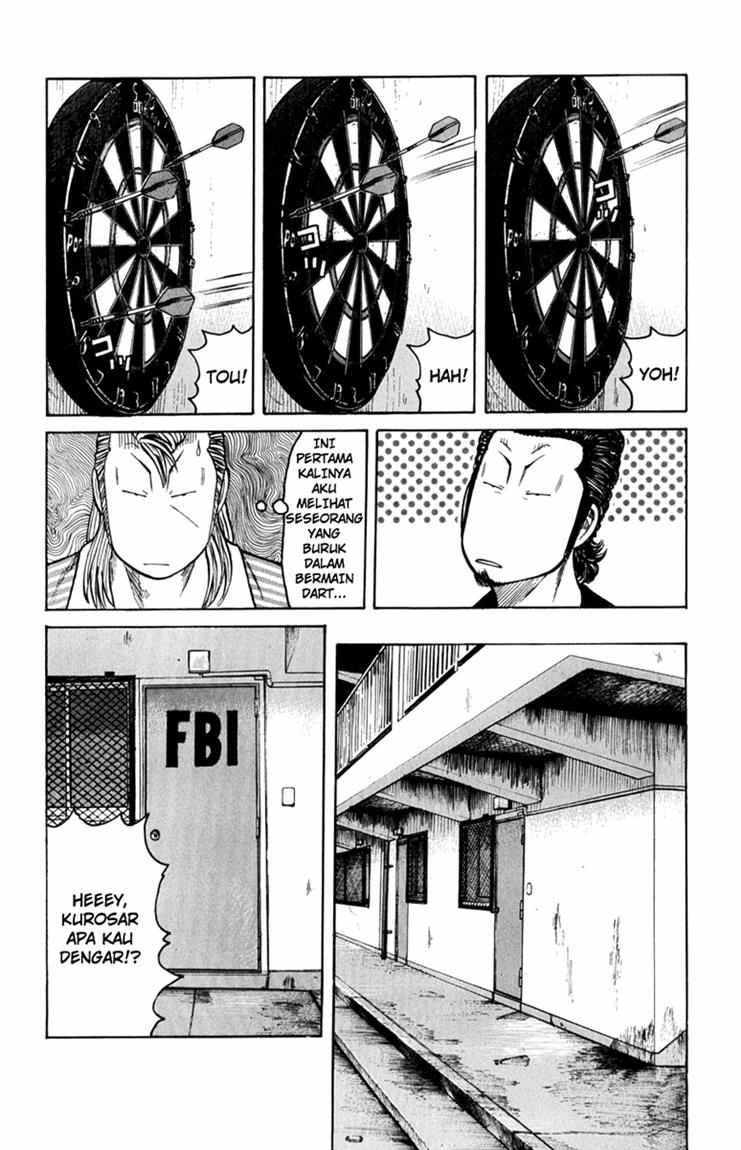 YOH!
HAH!
TOU!
INI
PERTAMA
KALINYA
AKU
MELIHAT
SESEORANG
YANG
BURUK
DALAM
BERMAIN
DART...
FBI
HEEEY,
KUROSAR
APA KAU
DENGAR!?